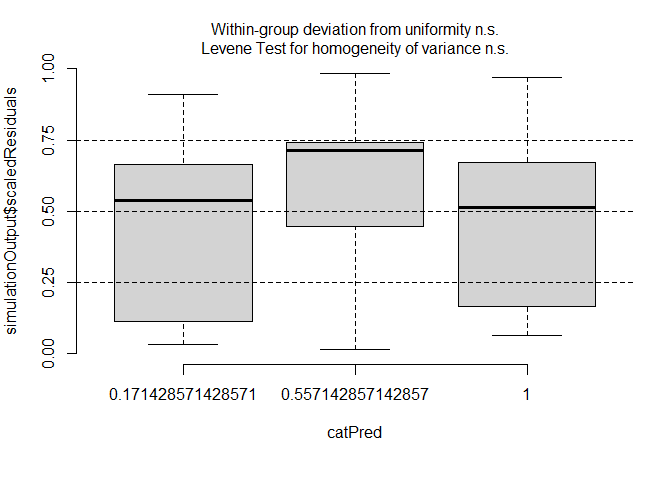 Within-group deviation from uniformity n.s.
Levene Test for homogeneity of variance n.s.
simulationOutput$scaledResiduals
1.00
0.75
0.50
0.25
0.00
0.171428571428571
0.557142857142857
1
catPred